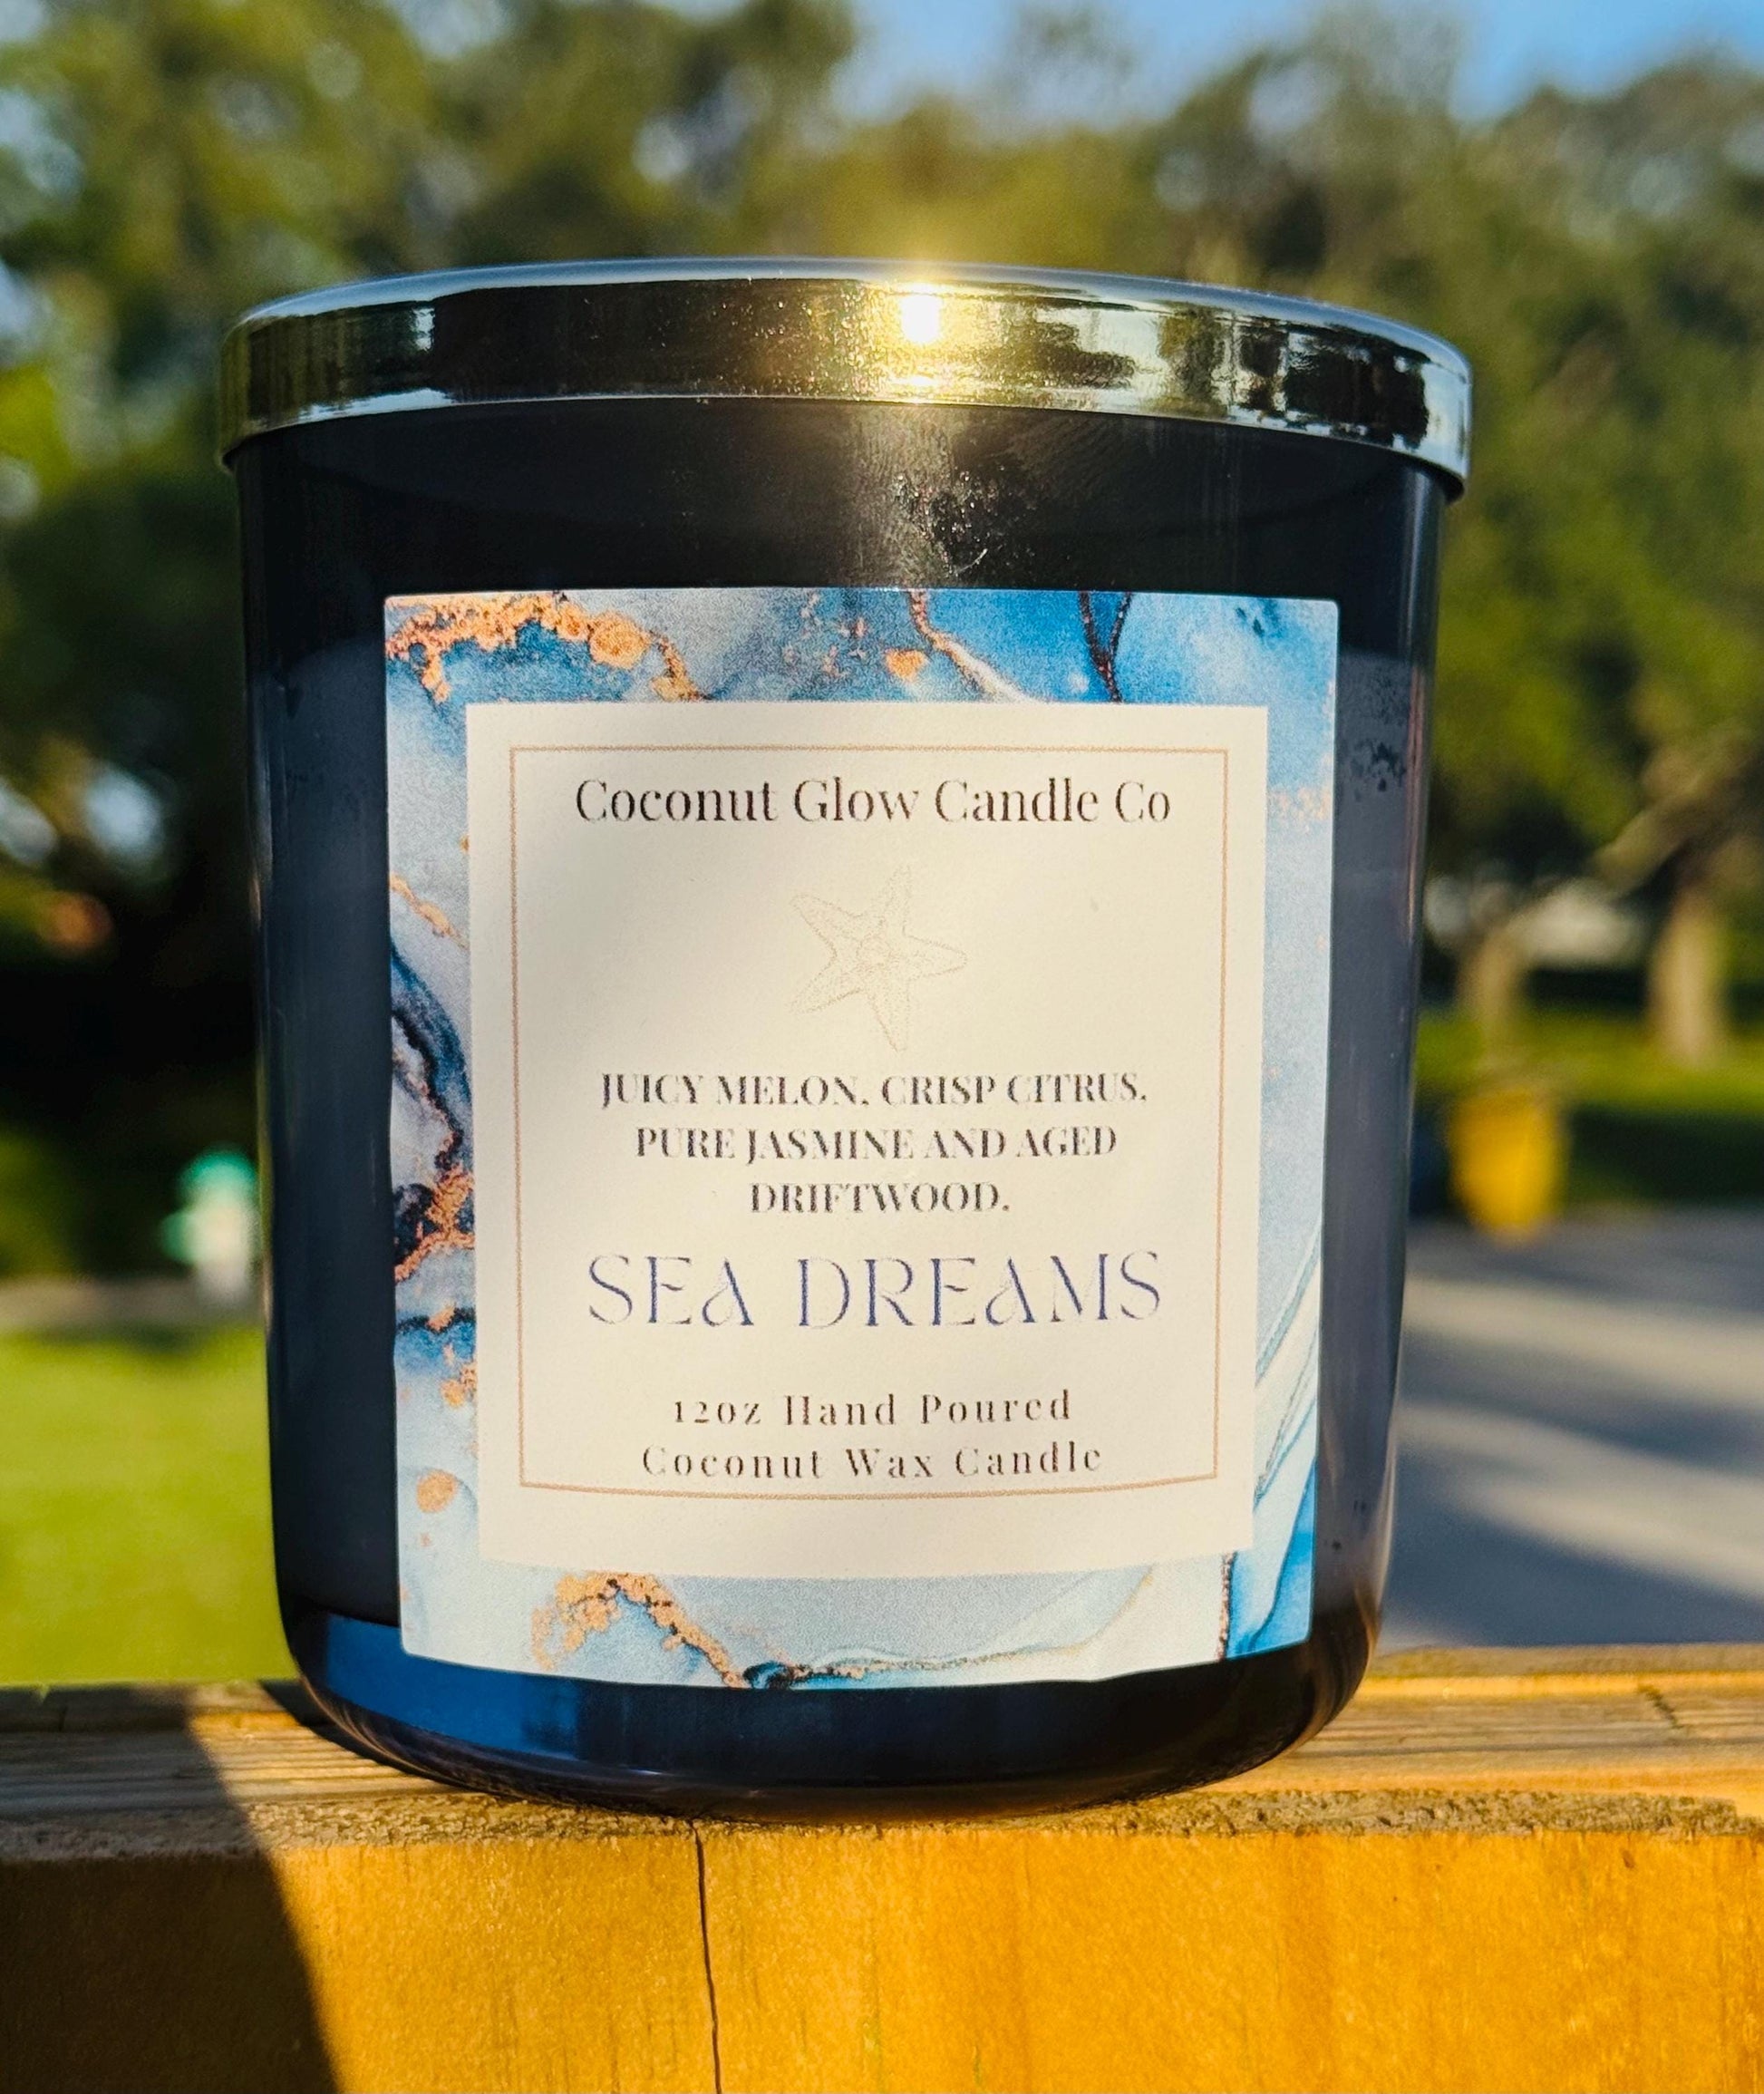 Coconut Glow Candle Co
JUICY MELON, CRISP CITRUS,
PURE JASMINE AND AGED
DRIFTWOOD.
SEA DREAMS
12oz Hand Poured
Coconut Wax Candle